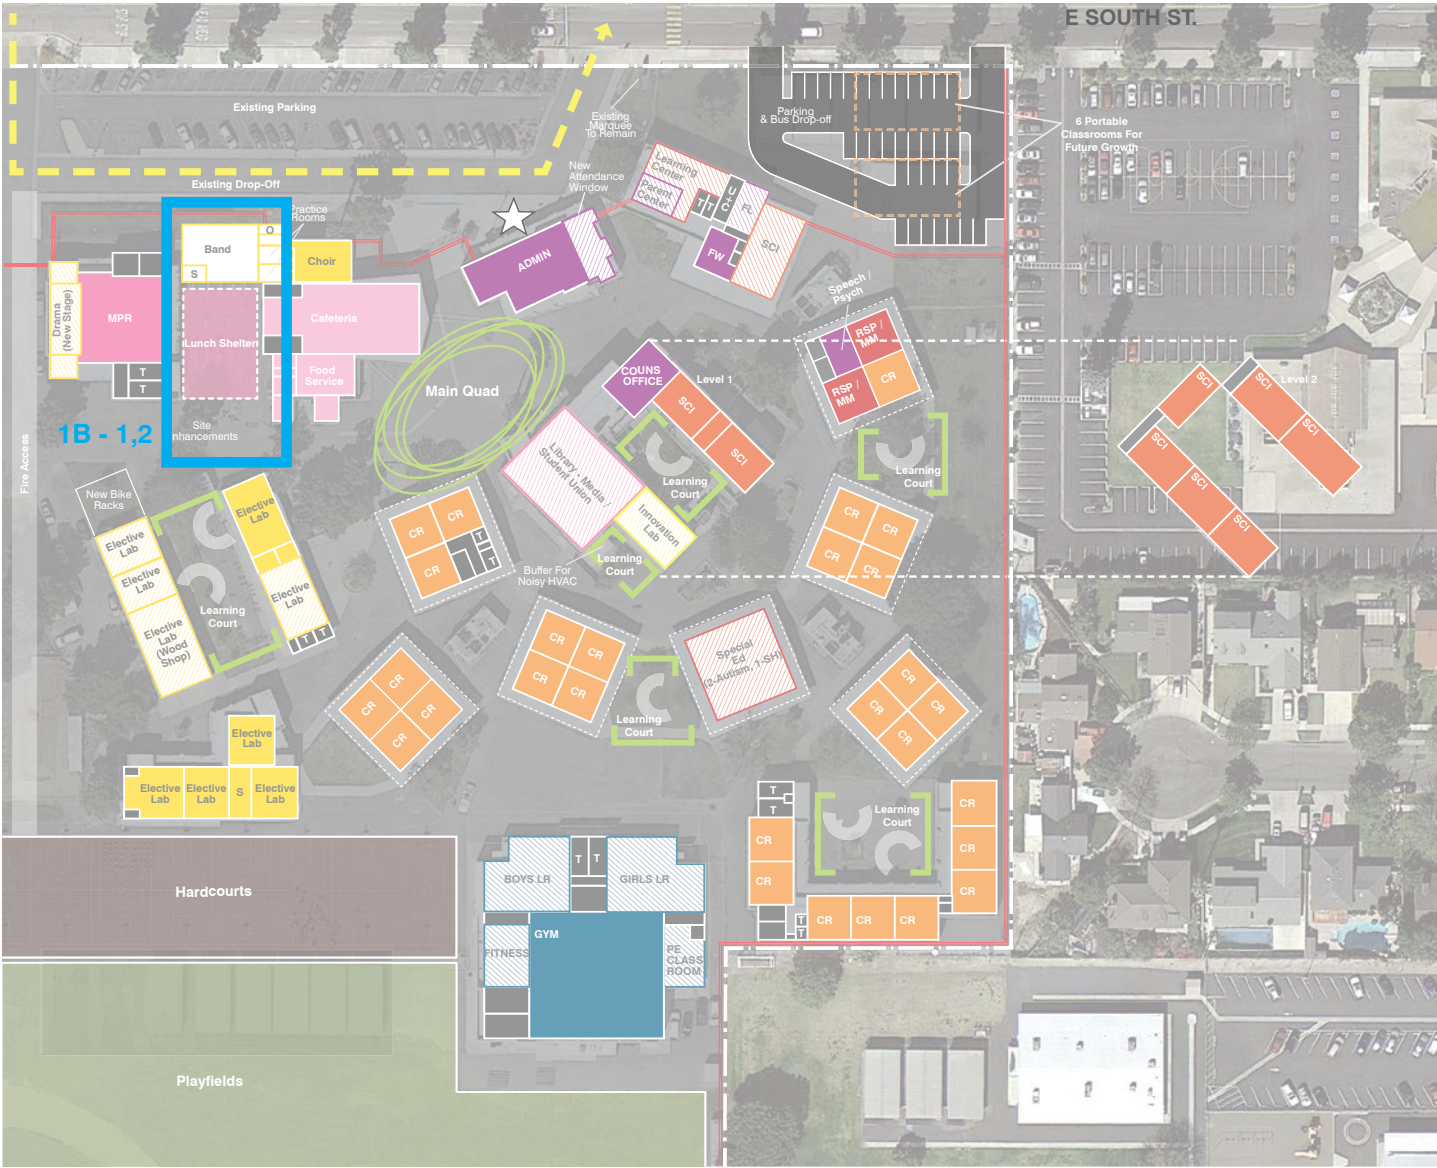 E SOUTH ST.
Existing Parking
Existing
Marquee
To Remain
Parking
& Bus Drop-off
6 Portable
Classrooms For
Future Growth
Existing Drop-Off
New
Attendance
Window
Learning
Center
Parent
Center
T T
U
C+
FL
SCI
FW
ADMIN
Practice
Rooms
O
Band
S
Choir
Drama
(New Stage)
MPR
Lunch Shelter
Cafeteria
Food
Service
T
T
1B - 1,2
Site
nhancements
Fire Access
Main Quad
COUNS
OFFICE
Level 1
SCI
SCI
Speech /
Psych
RSP /
MM
RSP /
MM
CR
Learning
Court
Level 2
SCI
SCI
SCI
SCI
SCI
SCI
Library / Media /
Student Union
Learning
Court
Innovation
Lab
Learning
Court
Buffer For
Noisy HVAC
New Bike
Racks
Elective
Lab
Elective
Lab
Elective
Lab
(Wood
Shop)
Elective
Lab
Elective
Lab
T T
Learning
Court
CR
CR
CR
T
T
T
CR
CR
CR
CR
CR
CR
CR
CR
CR
CR
CR
CR
Special
Ed
(2-Autism, 1-SH)
Learning
Court
CR
CR
CR
CR
Elective
Lab
Elective
Lab
Elective
Lab
S
Elective
Lab
Hardcourts
Playfields
BOYS LR
T T
GIRLS LR
FITNESS
GYM
PE
CLASS
ROOM
T
T
CR
CR
Learning
Court
CR
CR
CR
T
T
CR
CR
CR